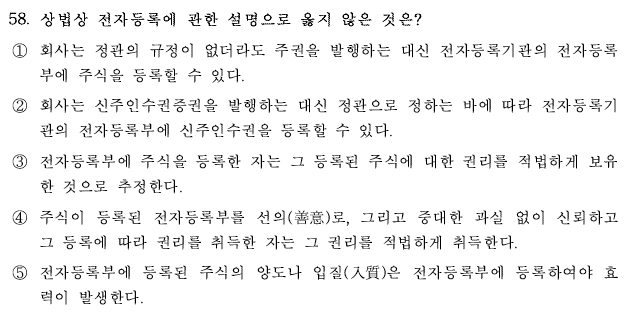 58. 상법상 전자등록에 관한 설명으로 옳지 않은 것은?
① 회사는 정관의 규정이 없더라도 주권을 발행하는 대신 전자등록기관의 전자등록
부에 주식을 등록할 수 있다.
② 회사는 신주인수권증권을 발행하는 대신 정관으로 정하는 바에 따라 전자등록기
관의 전자등록부에 신주인수권을 등록할 수 있다.
③ 전자등록부에 주식을 등록한 자는 그 등록된 주식에 대한 권리를 적법하게 보유
한 것으로 추정한다.
④ 주식이 등록된 전자등록부를 선의(善意)로, 그리고 중대한 과실 없이 신뢰하고
그 등록에 따라 권리를 취득한 자는 그 권리를 적법하게 취득한다.
⑤ 전자등록부에 등록된 주식의 양도나 입질(入質)은 전자등록부에 등록하여야 효
력이 발생한다.